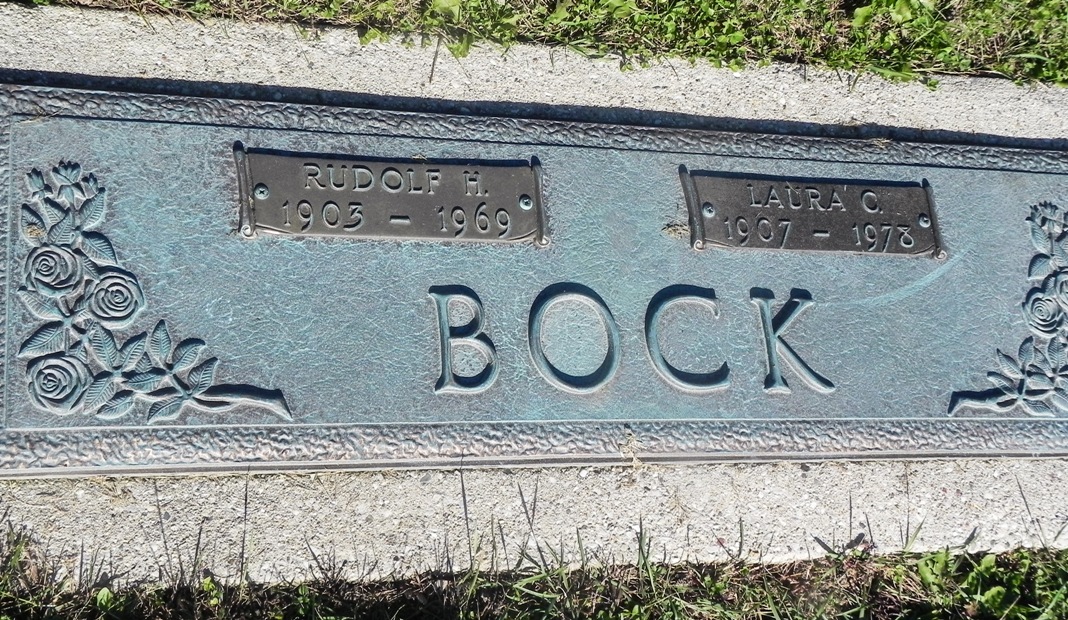 RUDOLF H.
1903 - 1969
LAURA O.
1907 - 1978
BOCK